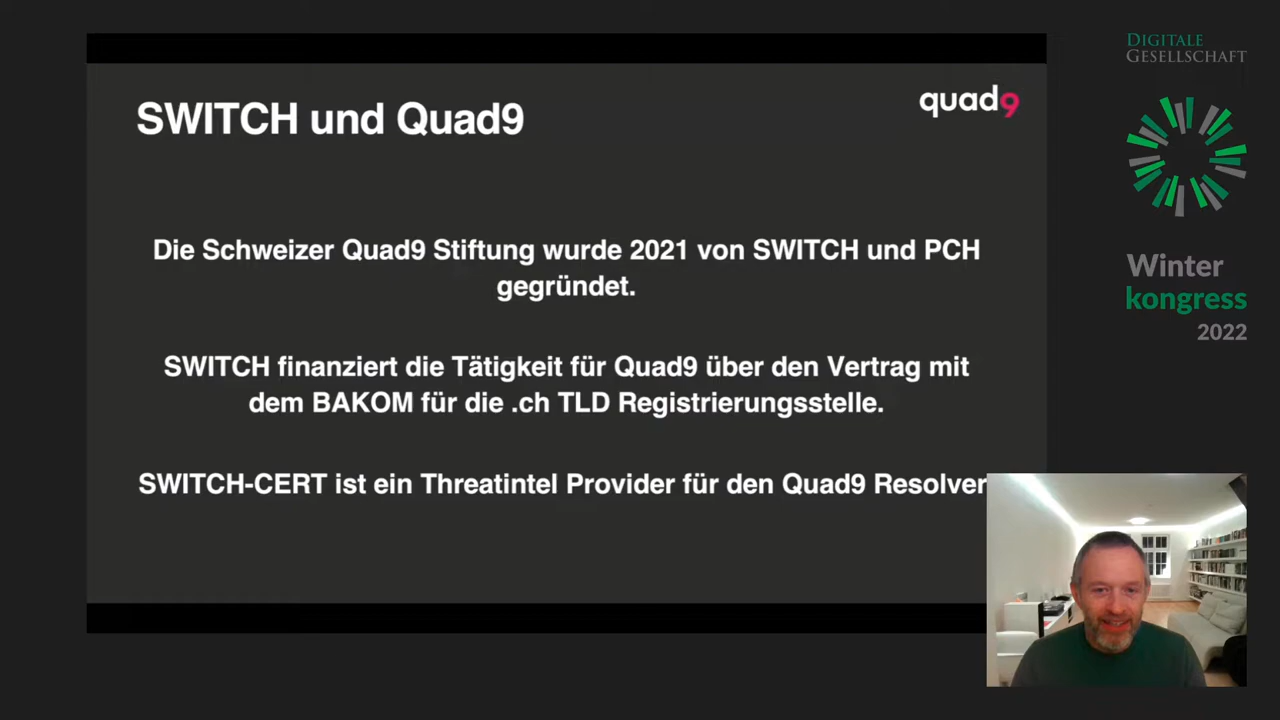 SWITCH und Quad9
quad9
Die Schweizer Quad9 Stiftung wurde 2021 von SWITCH und PCH
gegründet.
SWITCH finanziert die Tätigkeit für Quad9 über den Vertrag mit
dem BAKOM für die .ch TLD Registrierungsstelle.
SWITCH-CERT ist ein Threatintel Provider für den Quad9 Resolver
DIGITALE
GESELLSCHAFT
Winter
kongress
2022